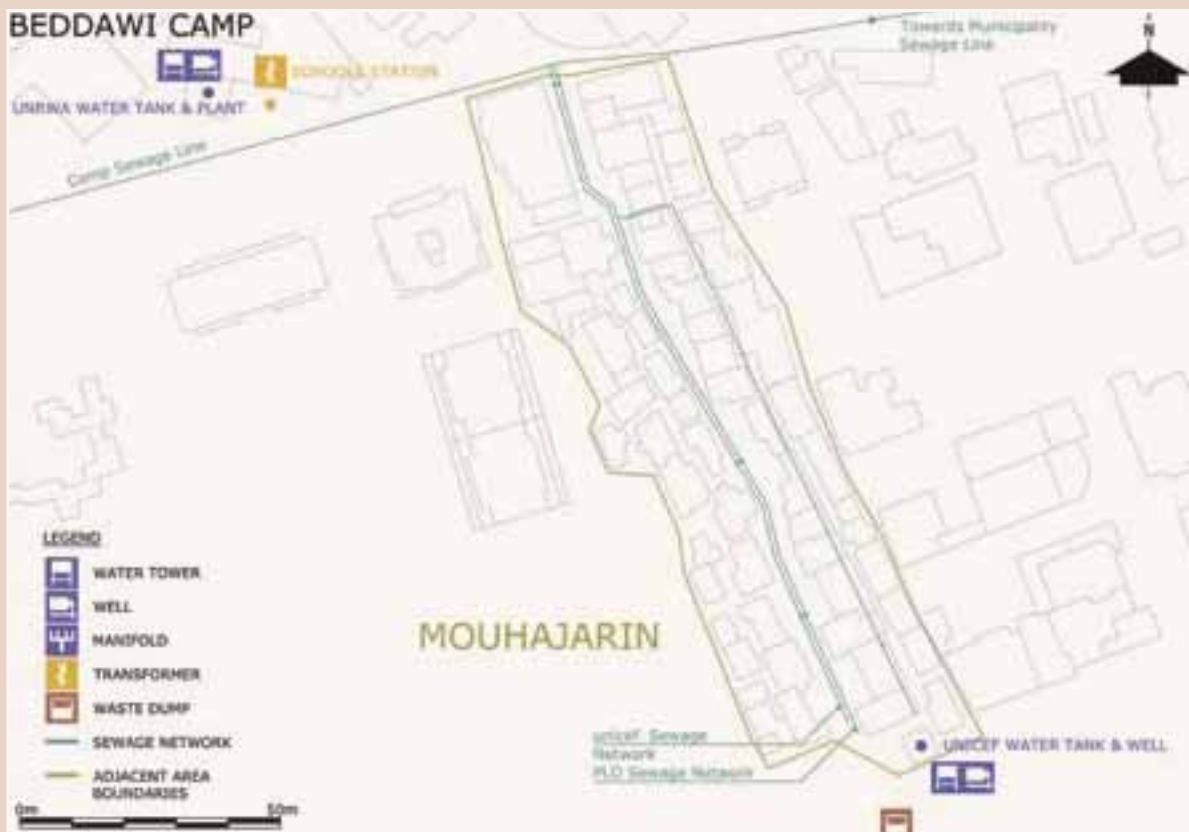 BEDDAWI CAMP
Towards Municipality
Sewage Line
N
SCHOOLS STATION
UNRWA WATER TANK & PLANT
Camp Sewage Line
LEGEND
WATER TOWER
WELL
MANIFOLD
TRANSFORMER
WASTE DUMP
SEWAGE NETWORK
ADJACENT AREA
BOUNDARIES
0m 50m
MOUHAJARIN
unicef Sewage
Network
PLO Sewage Network
UNICEF WATER TANK & WELL